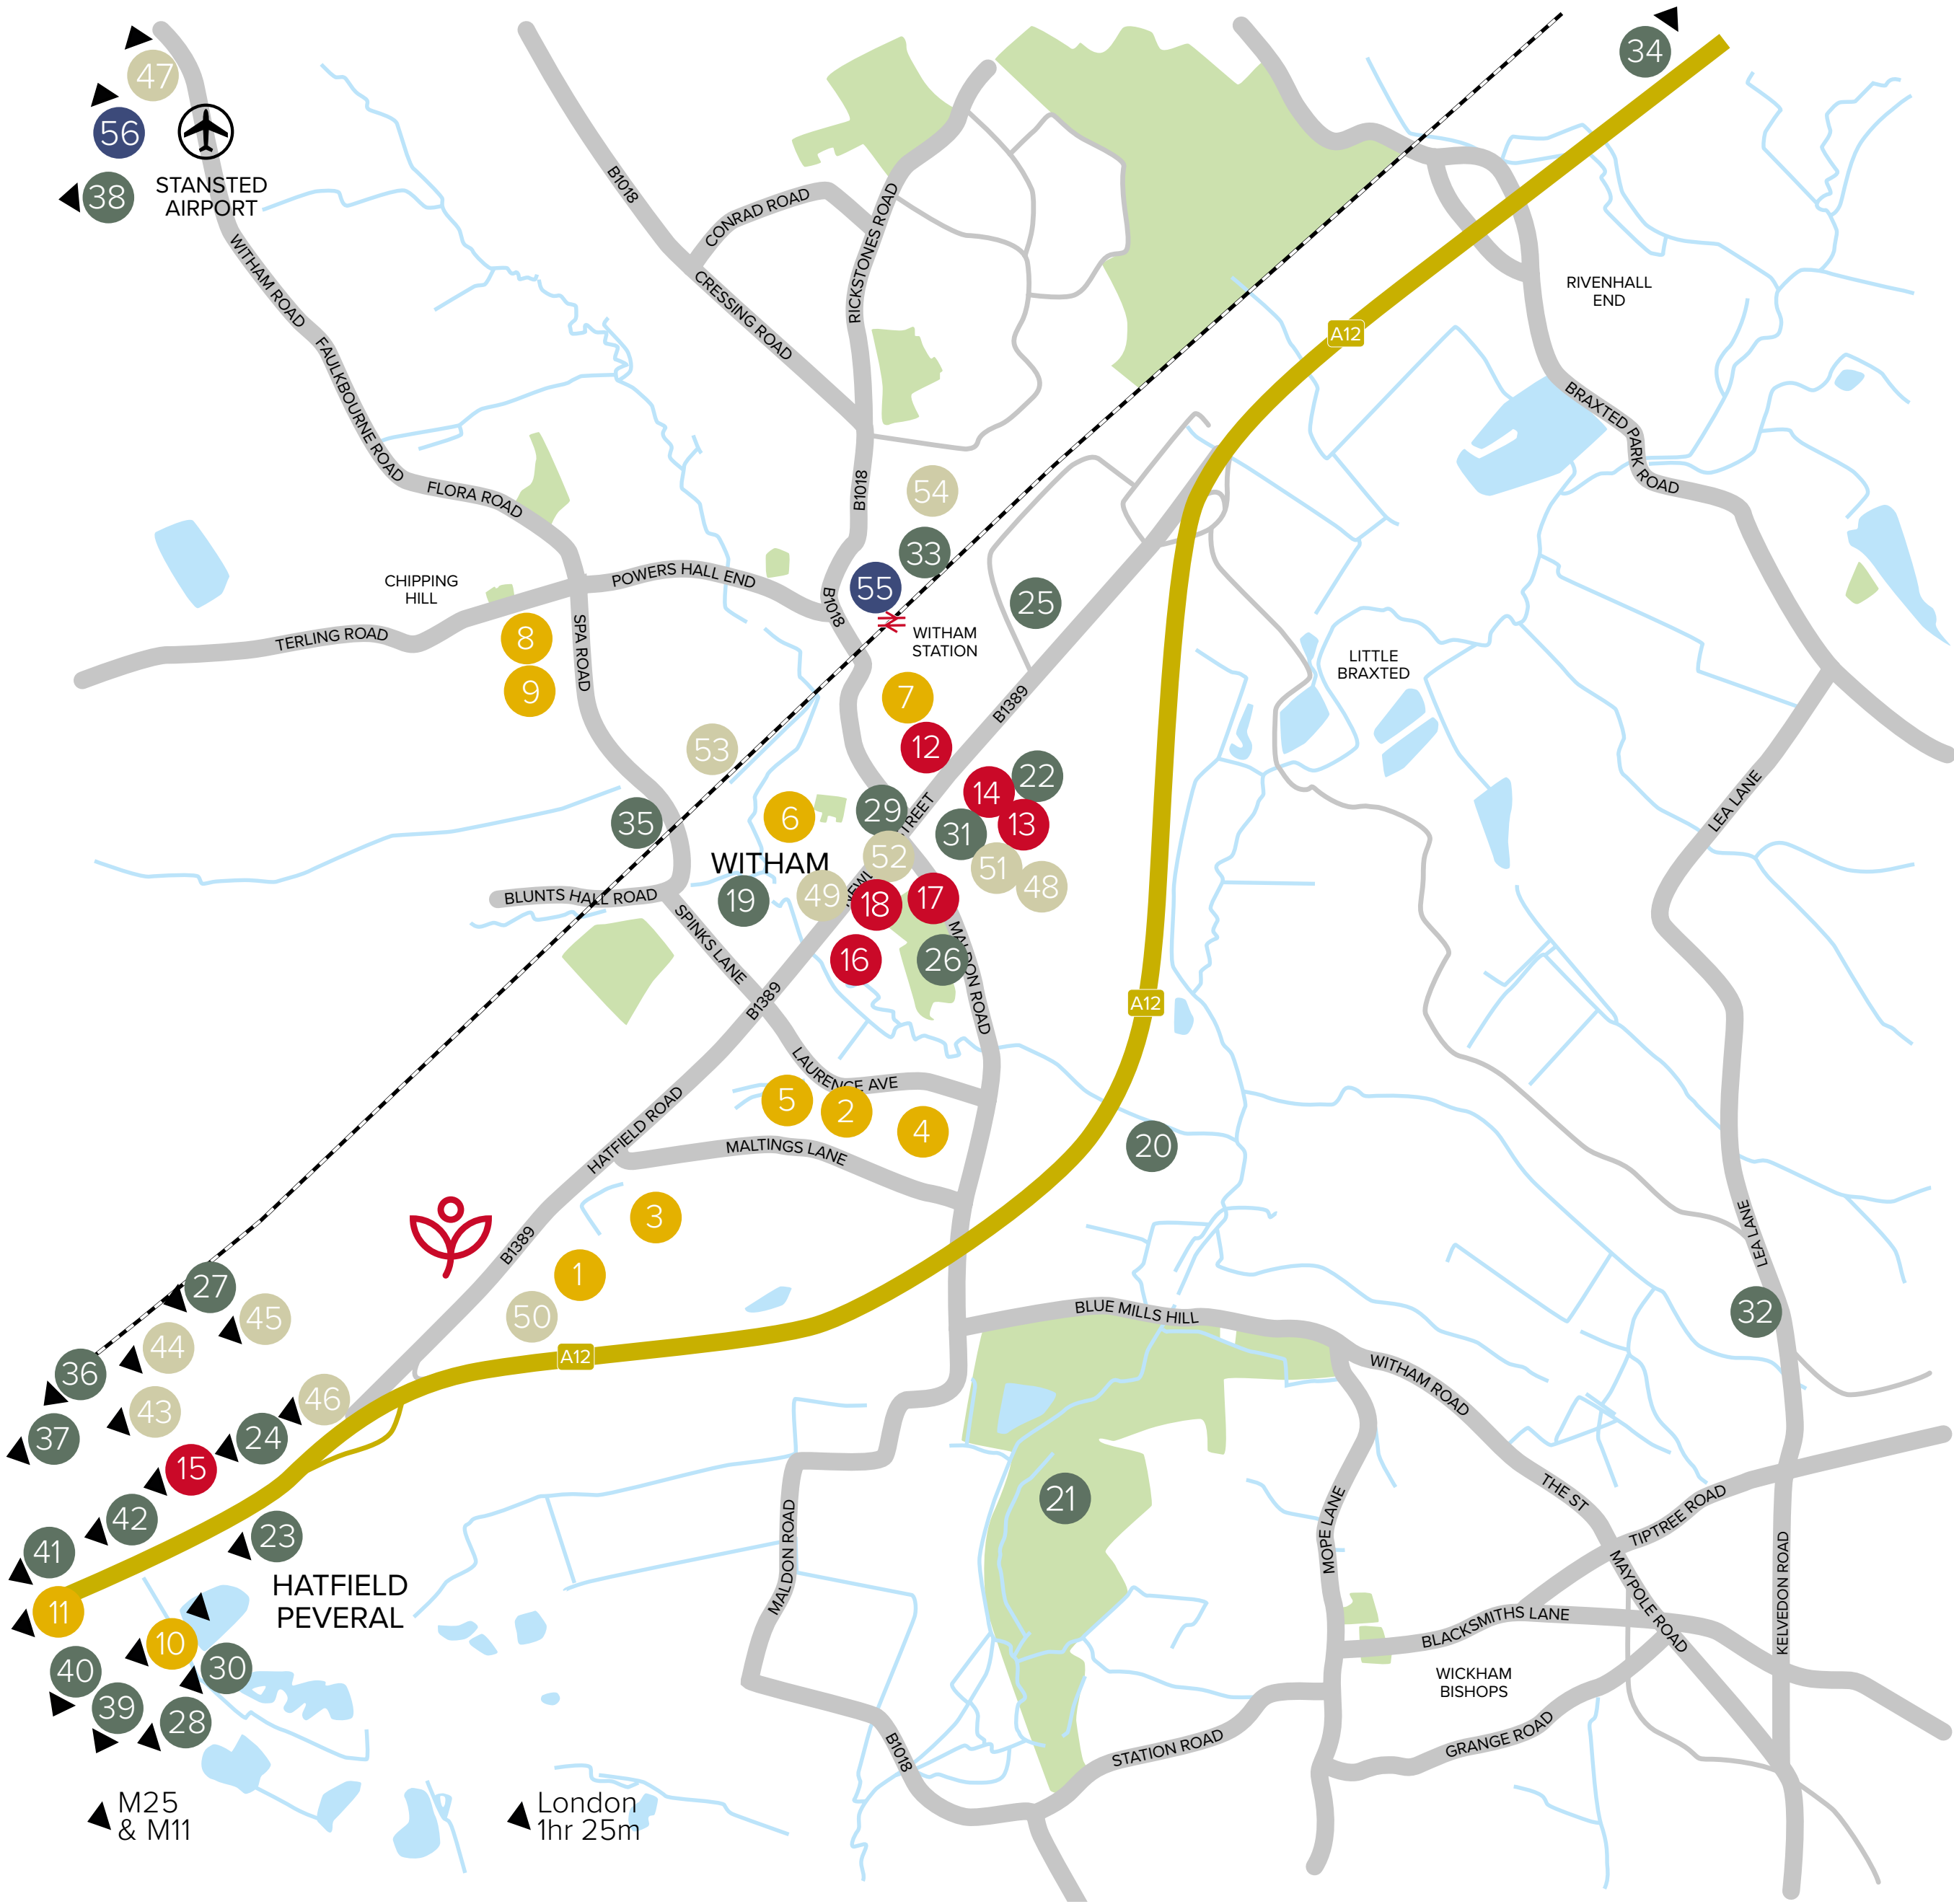 34
47
56
38
STANSTED
AIRPORT
B1018
CONRAD ROAD
RICKSTONES ROAD
WITHAM ROAD
CRESSING ROAD
RIVENHALL
END
A12
FAULKBOURNE ROAD
BRAXTED PARK ROAD
FLORA ROAD
B1018
54
33
55
POWERS HALL END
CHIPPING
HILL
B1018
25
TERLING ROAD
8
SPA ROAD
WITHAM
STATION
LITTLE
BRAXTED
9
7
B1389
12
53
22
14
LEA LANE
35
6
29
TREET
31
13
WITHAM
52
51
48
19
49
NEWL
18
17
BLUNTS HALL ROAD
SPINKS LANE
16
26
MALDON ROAD
B1389
A12
LAURENCE AVE
5
2
4
20
HATFIELD ROAD
MALTINGS LANE
3
B1389
1
LEA LANE
27
45
50
BLUE MILLS HILL
32
44
36
A12
WITHAM ROAD
46
43
37
24
15
21
THE ST
TIPTREE ROAD
42
23
41
MALDON ROAD
MOPE LANE
MAYPOLE ROAD
KELVEDON ROAD
HATFIELD
PEVERAL
11
10
BLACKSMITHS LANE
40
30
WICKHAM
BISHOPS
39
28
B1018
STATION ROAD
GRANGE ROAD
M25
& M11
London
1hr 25m